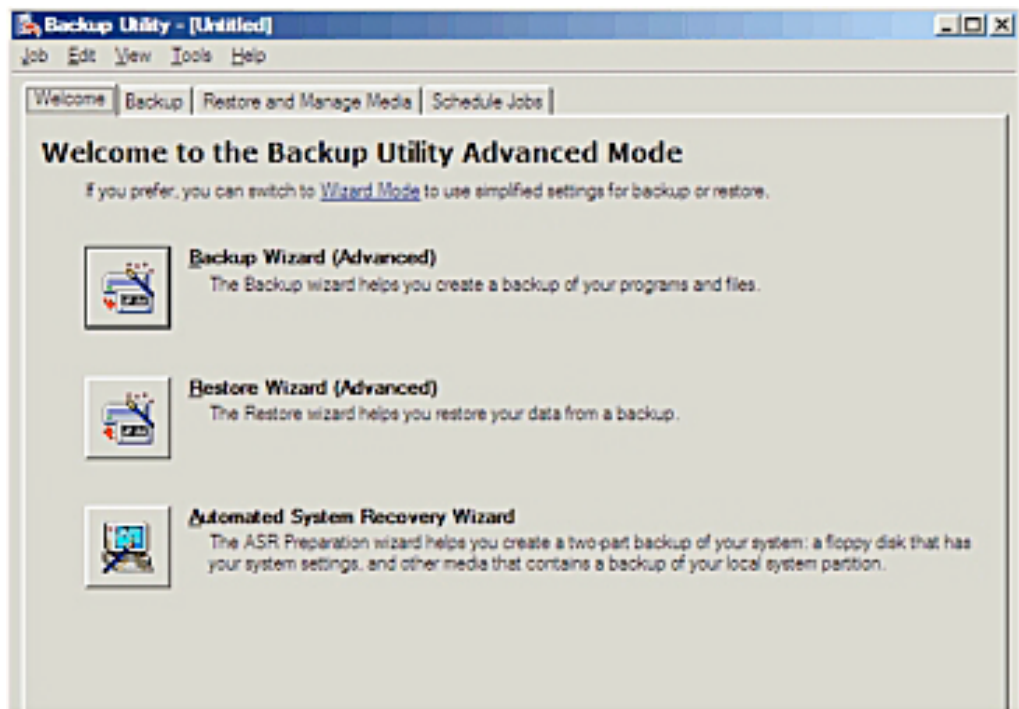 Backup Utility - [Untitled]
Job Edit View Tools Help
Welcome Backup Restore and Manage Media Schedule Jobs
Welcome to the Backup Utility Advanced Mode
If you prefer, you can switch to Wizard Mode to use simplified settings for backup or restore.
Backup Wizard (Advanced)
The Backup wizard helps you create a backup of your programs and files.
Restore Wizard (Advanced)
The Restore wizard helps you restore your data from a backup.
Automated System Recovery Wizard
The ASR Preparation wizard helps you create a two-part backup of your system: a floppy disk that has
your system settings, and other media that contains a backup of your local system partition.